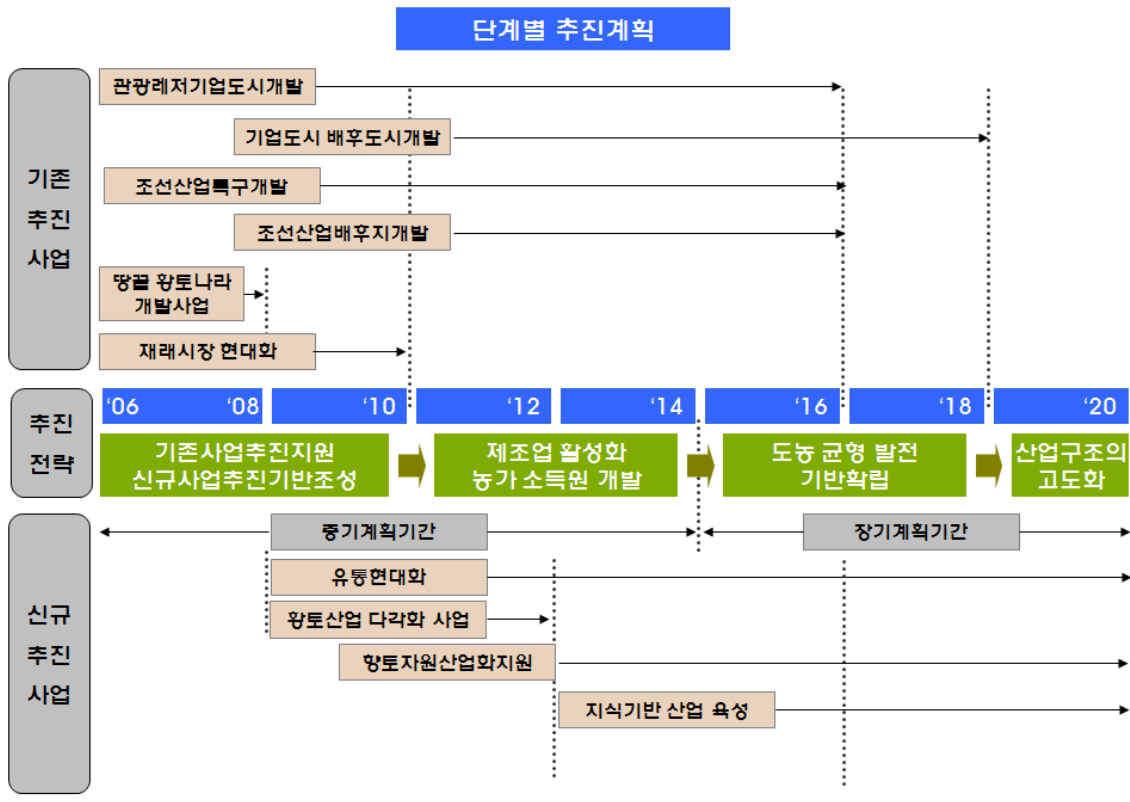 단계별 추진계획
기존
추진
사업
관광레저기업도시개발
기업도시 배후도시개발
조선산업특구개발
조선산업배후지개발
땅끝 황토나라
개발사업
재래시장 현대화
추진
전략
‘06 ‘08 ‘10 ‘12 ‘14 ‘16 ‘18 ‘20
기존사업추진지원
신규사업추진기반조성
제조업 활성화
농가 소득원 개발
도농 균형 발전
기반확립
산업구조의
고도화
신규
추진
사업
중기계획기간
장기계획기간
유통현대화
황토산업 다각화 사업
향토자원산업화지원
지식기반 산업 육성